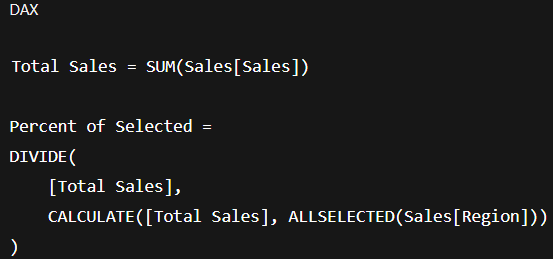 DAX
Total Sales = SUM(Sales[Sales])
Percent of Selected =
DIVIDE(
    [Total Sales],
    CALCULATE([Total Sales], ALLSELECTED(Sales[Region]))
)